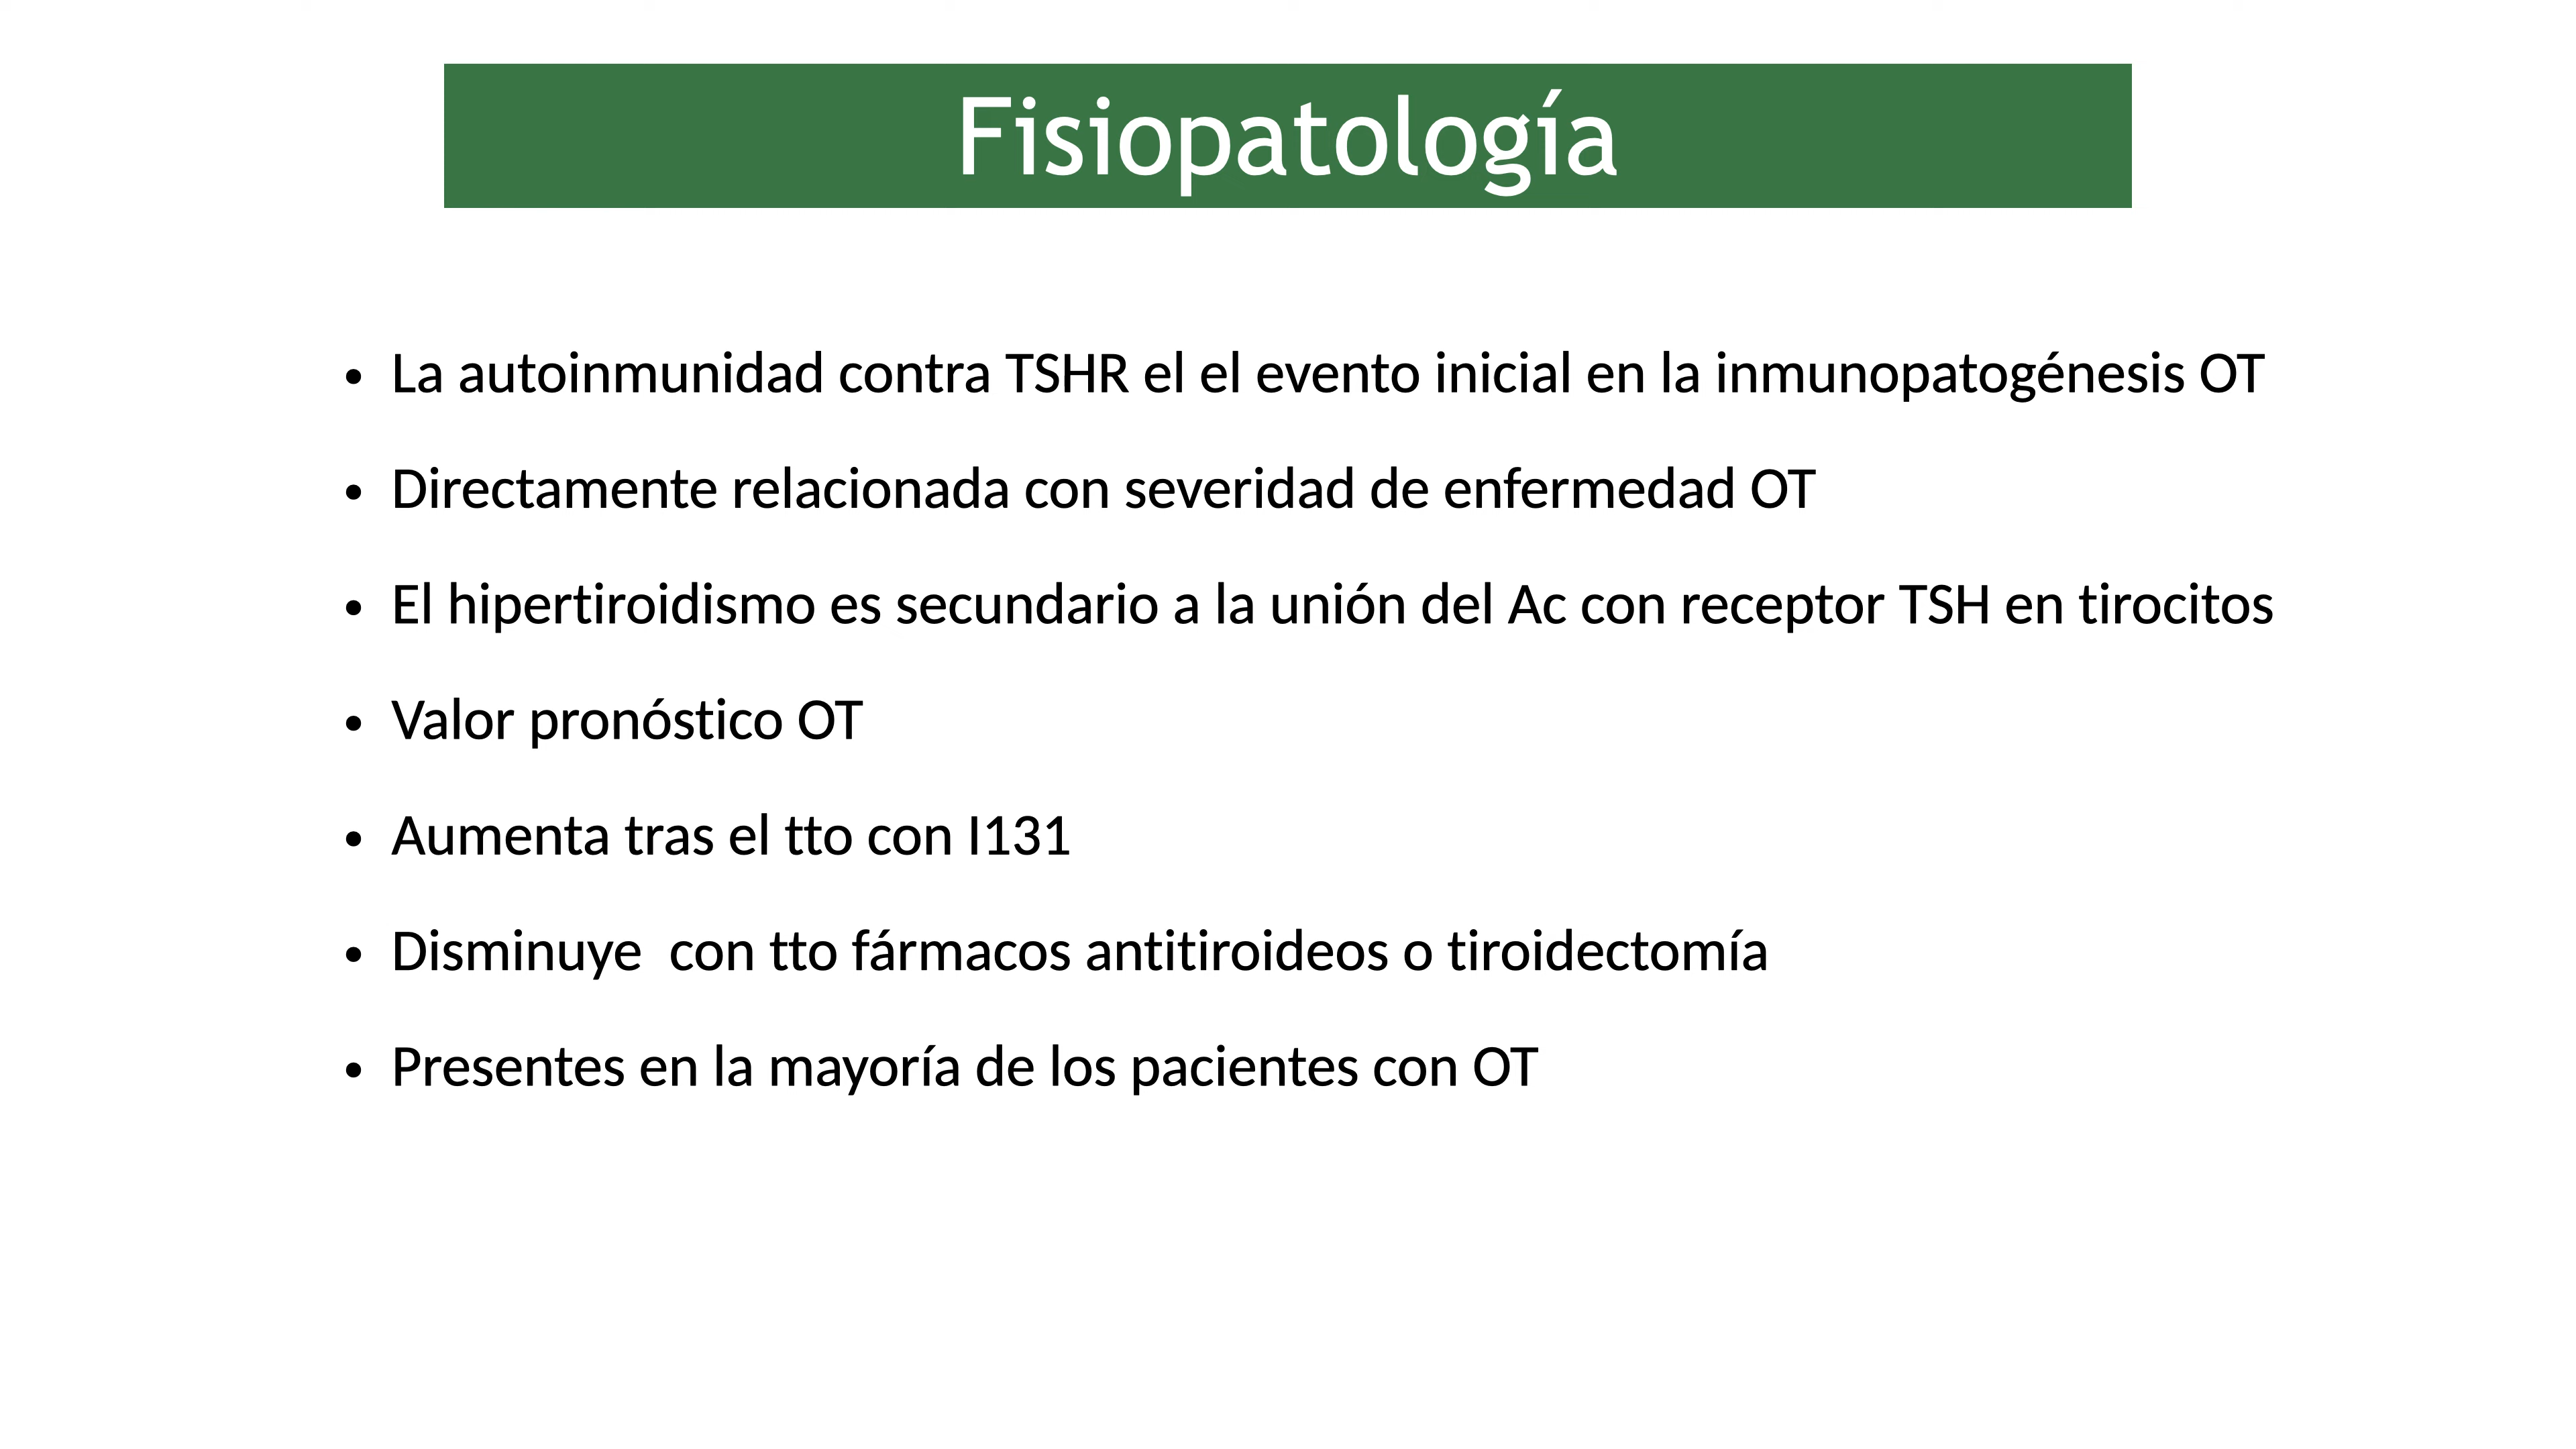 Fisiopatología
• La autoinmunidad contra TSHR el el evento inicial en la inmunopatogénesis OT
• Directamente relacionada con severidad de enfermedad OT
• El hipertiroidismo es secundario a la unión del Ac con receptor TSH en tirocitos
• Valor pronóstico OT
• Aumenta tras el tto con I131
• Disminuye  con tto fármacos antitiroideos o tiroidectomía
• Presentes en la mayoría de los pacientes con OT